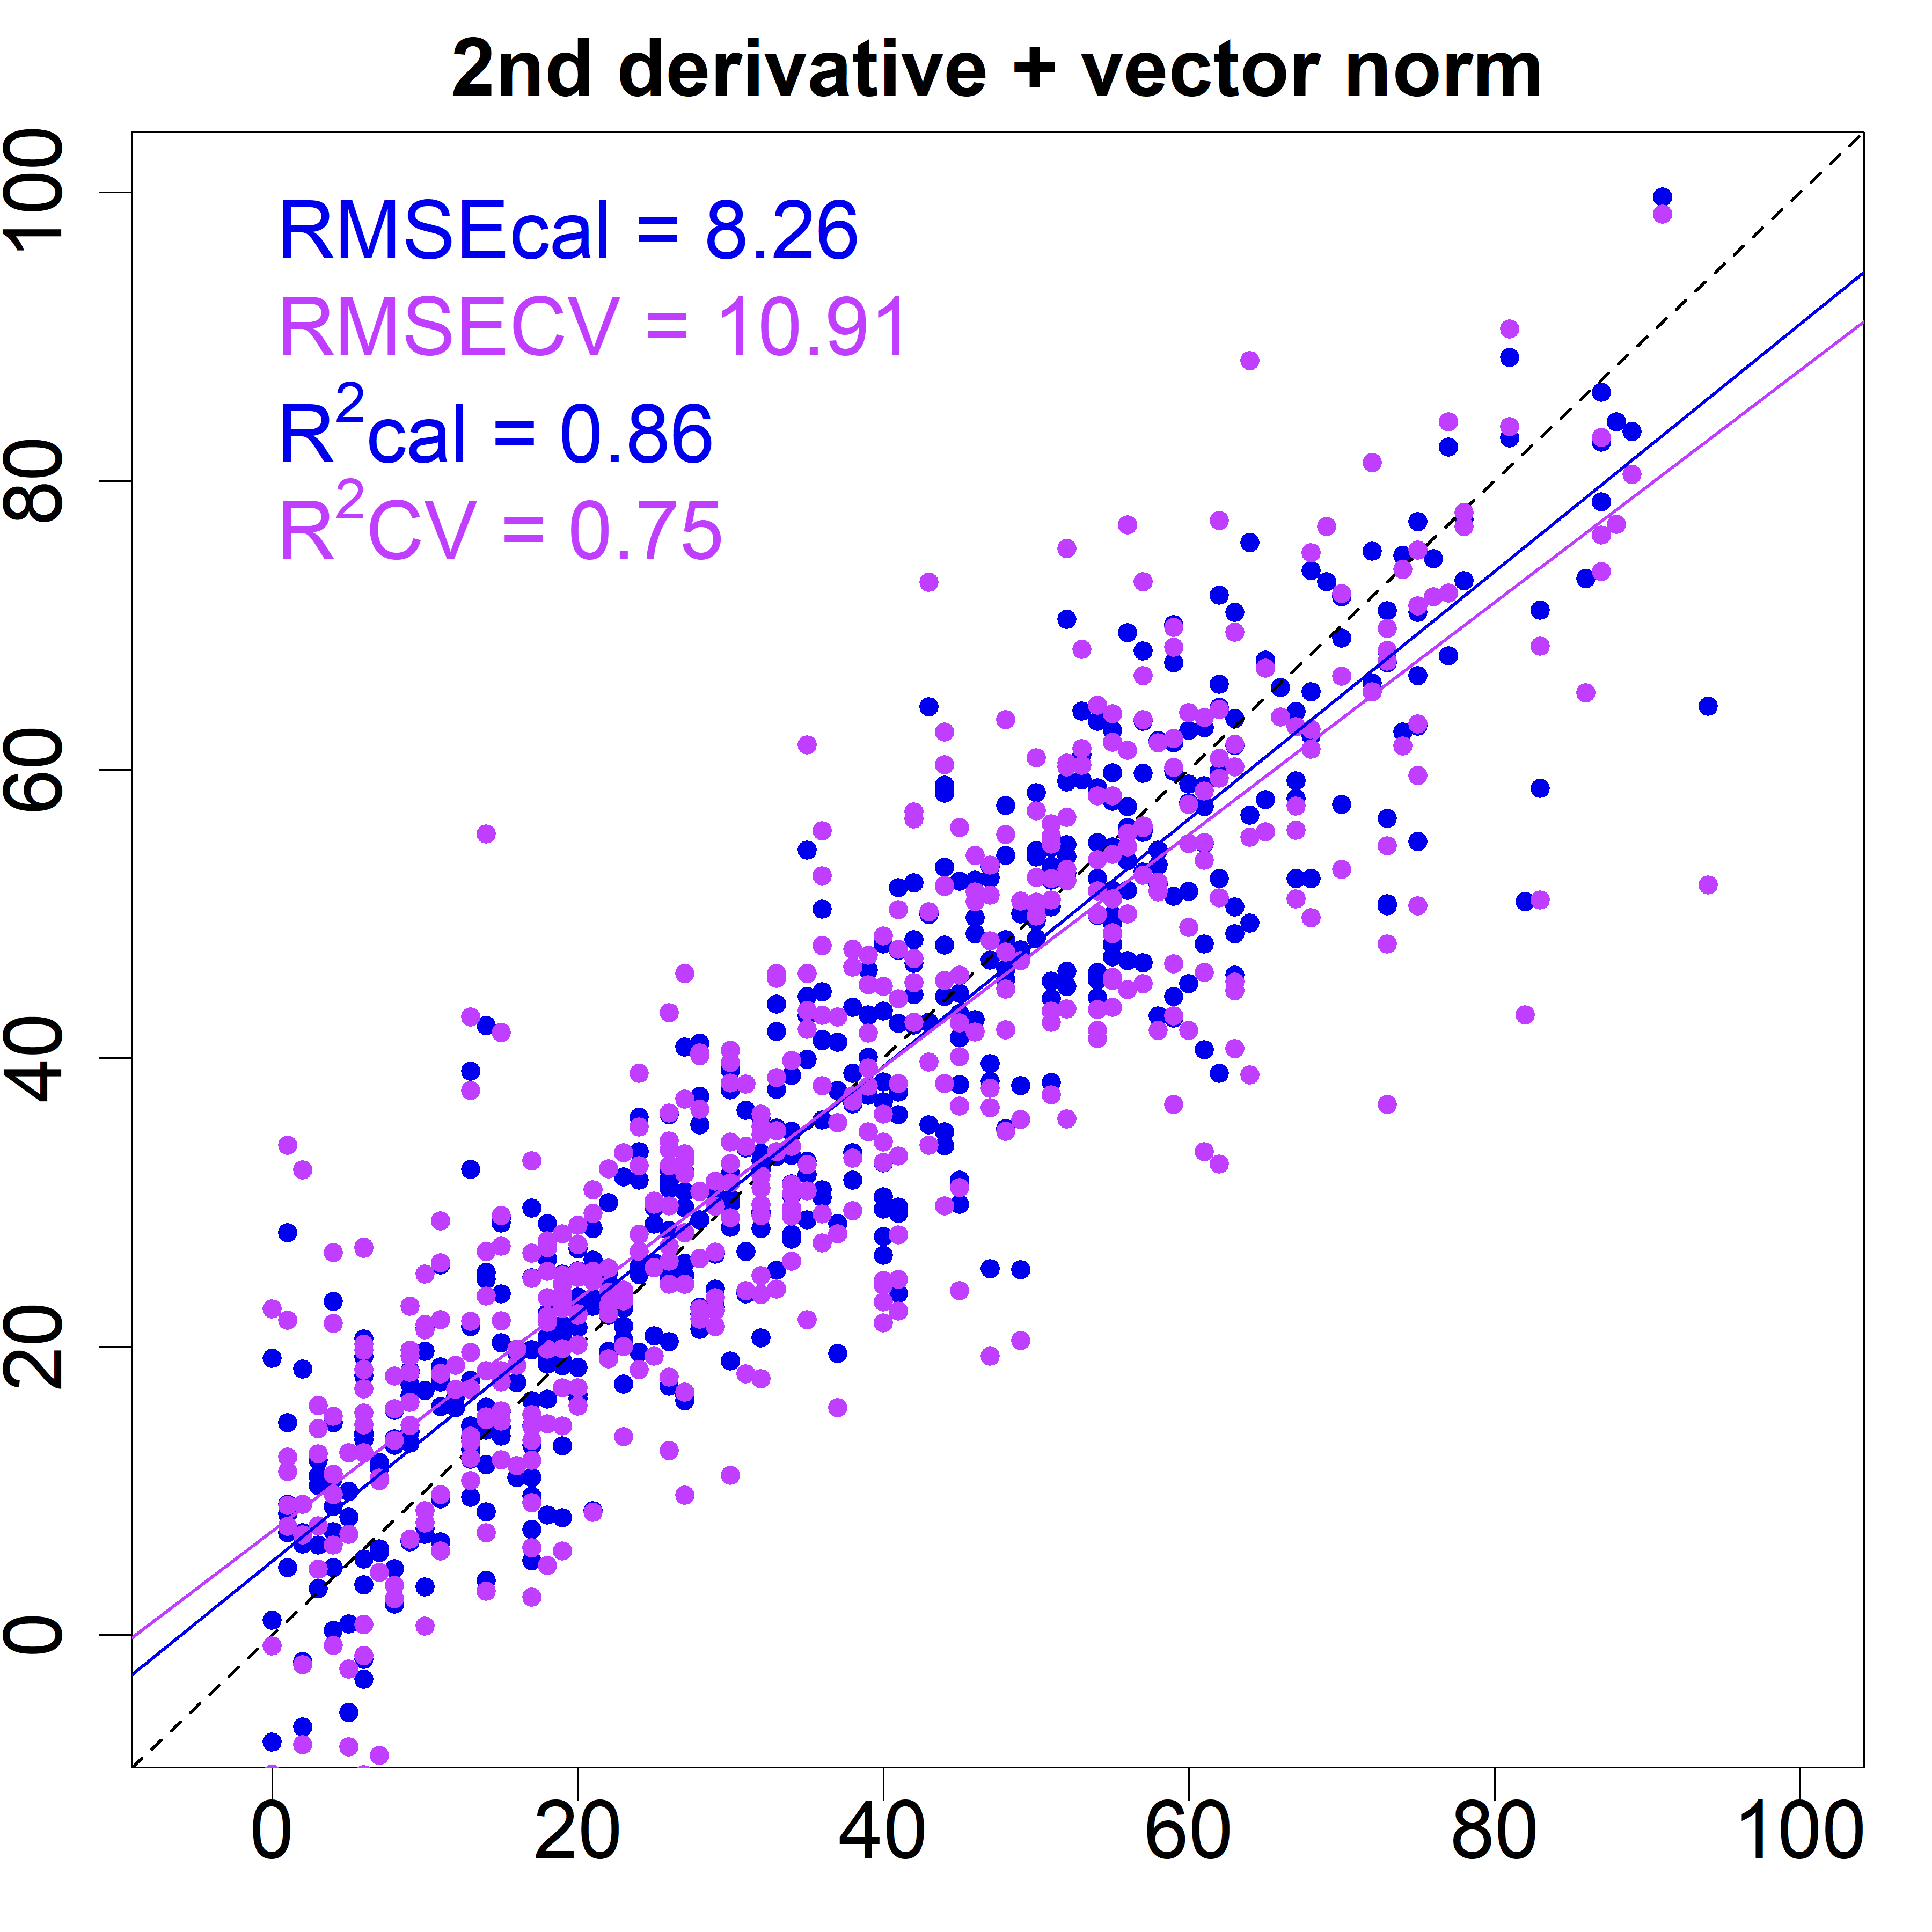 2nd derivative + vector norm
RMSEcal = 8.26
RMSECV = 10.91
R²cal = 0.86
R²CV = 0.75
100
80
60
40
20
0
0 20 40 60 80 100